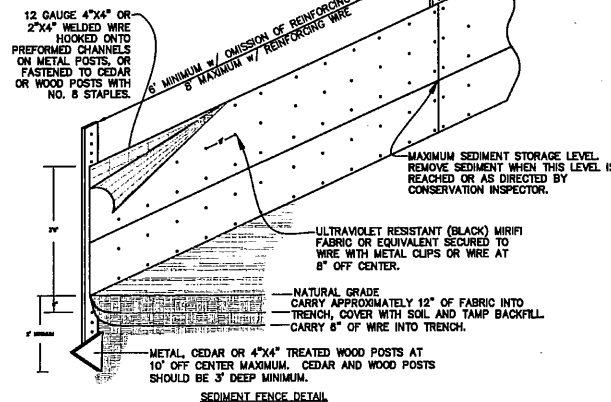 12 GAUGE 4"X4" OR
2"X4" WELDED WIRE
HOOKED ONTO
PREFORMED CHANNELS
ON METAL POSTS, OR
FASTENED TO CEDAR
OR WOOD POSTS WITH
NO. 8 STAPLES.
6' MINIMUM w/ OMISSION OF REINFORCING
8' MAXIMUM w/ REINFORCING WIRE
MAXIMUM SEDIMENT STORAGE LEVEL.
REMOVE SEDIMENT WHEN THIS LEVEL IS
REACHED OR AS DIRECTED BY
CONSERVATION INSPECTOR.
ULTRAVIOLET RESISTANT (BLACK) MIRIFI
FABRIC OR EQUIVALENT SECURED TO
WIRE WITH METAL CLIPS OR WIRE AT
8" OFF CENTER.
NATURAL GRADE
CARRY APPROXIMATELY 12" OF FABRIC INTO
TRENCH, COVER WITH SOIL AND TAMP BACKFILL.
CARRY 6" OF WIRE INTO TRENCH.
2' MINIMUM
METAL, CEDAR OR 4"X4" TREATED WOOD POSTS AT
10' OFF CENTER MAXIMUM. CEDAR AND WOOD POSTS
SHOULD BE 3' DEEP MINIMUM.
SEDIMENT FENCE DETAIL